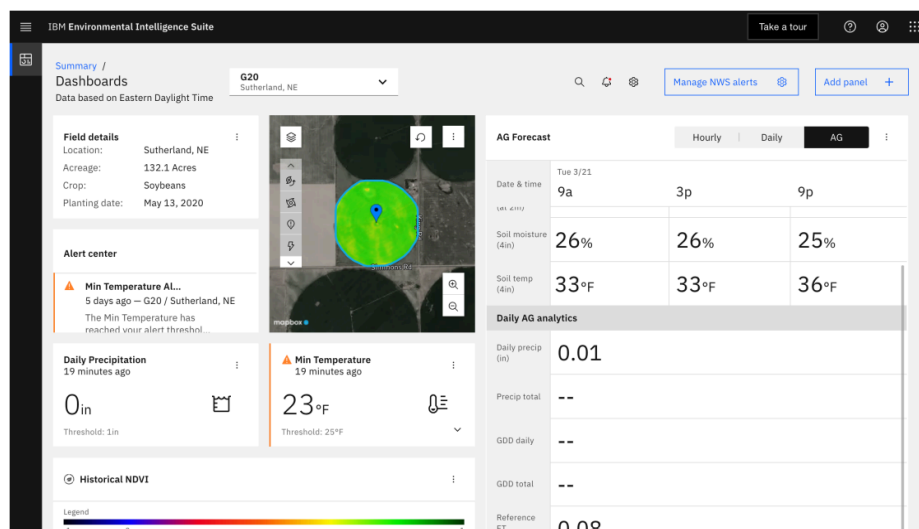 IBM Environmental Intelligence Suite
Take a tour
Summary /
Dashboards
Data based on Eastern Daylight Time
G20
Sutherland, NE
Manage NWS alerts
Add panel +
Field details
Location: Sutherland, NE
Acreage: 132.1 Acres
Crop: Soybeans
Planting date: May 13, 2020
Alert center
Min Temperature Al...
5 days ago — G20 / Sutherland, NE
The Min Temperature has
reached your alert threshol...
Simmons Rd
mapbox
Daily Precipitation
19 minutes ago
0in
Threshold: 1in
Min Temperature
19 minutes ago
23°F
Threshold: 25°F
Historical NDVI
Legend
AG Forecast
Hourly Daily AG
Date & time
Tue 3/21
9a 3p 9p
(at 2m)
Soil moisture
(4in)
26% 26% 25%
Soil temp
(4in)
33°F 33°F 36°F
Daily AG analytics
Daily precip
(in)
0.01
Precip total
--
GDD daily
--
GDD total
--
Reference
ET
0.08